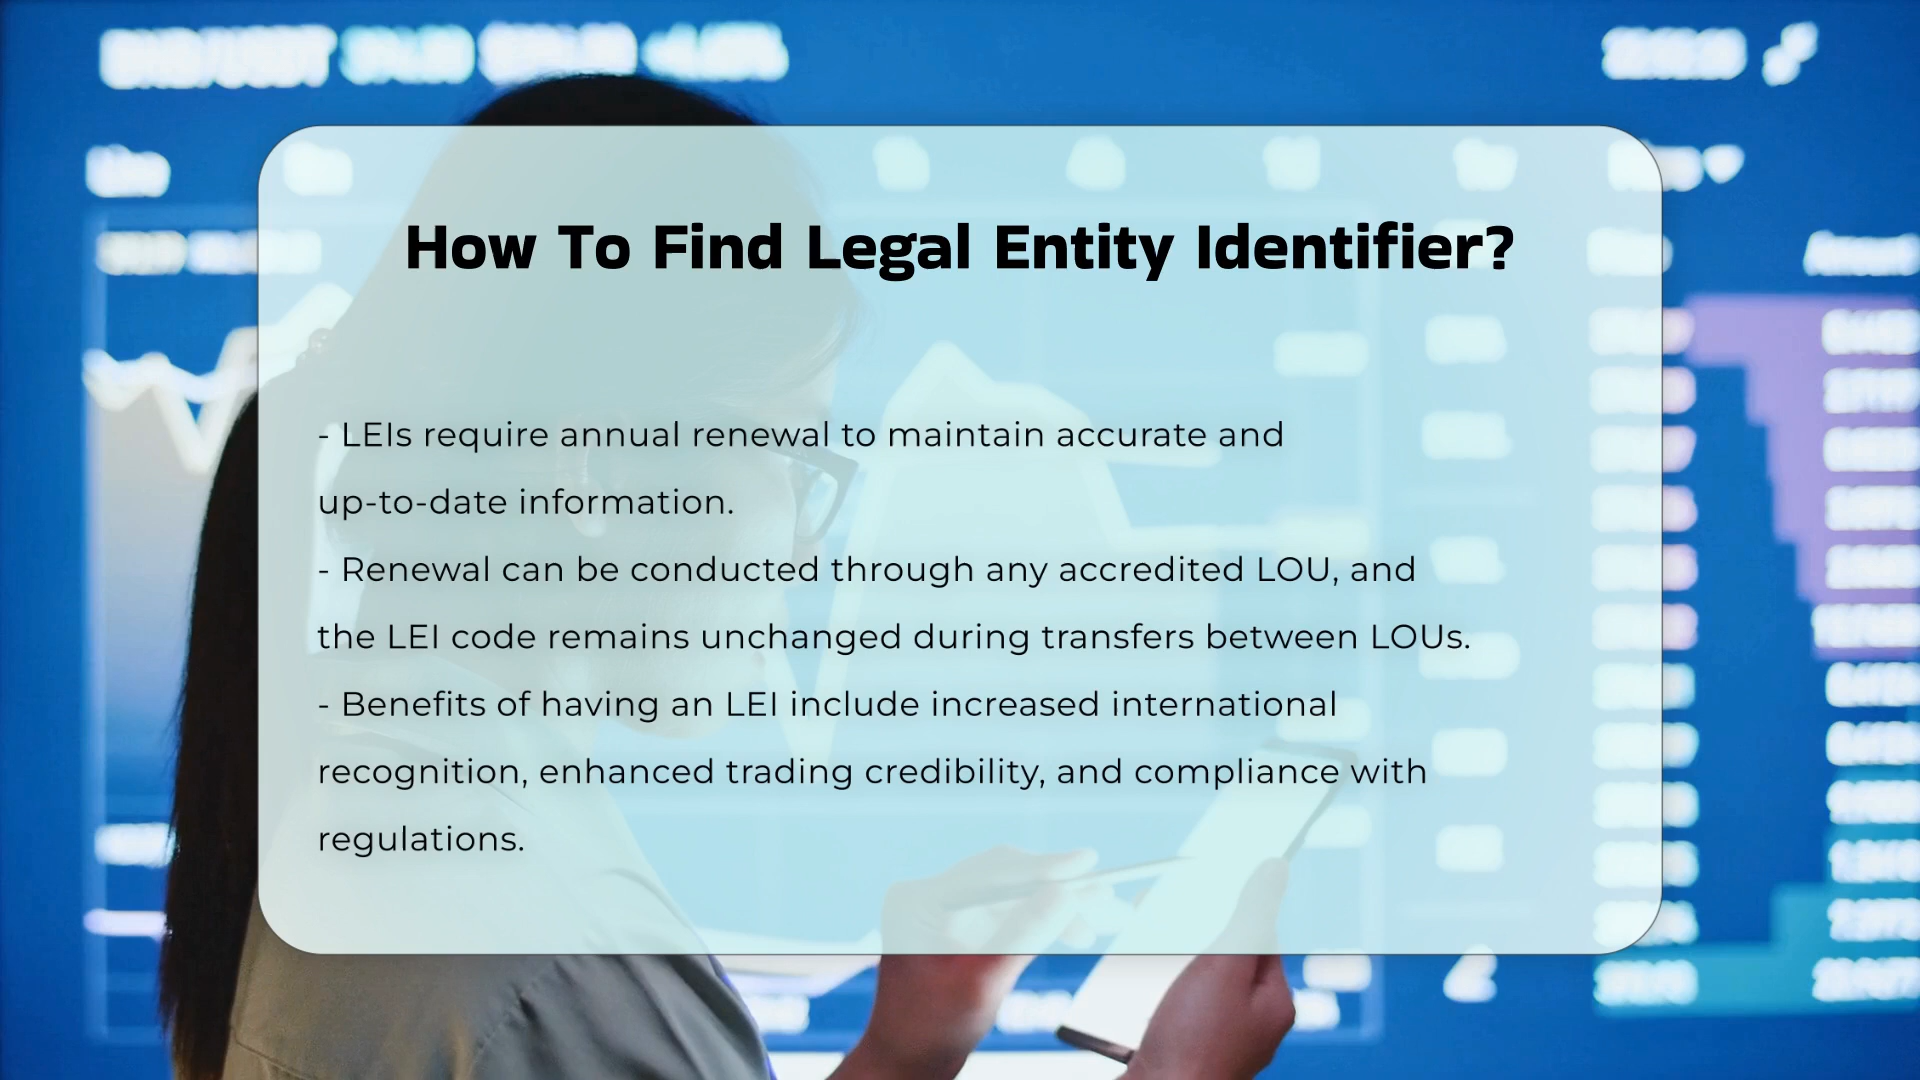 How To Find Legal Entity Identifier?
- LEIs require annual renewal to maintain accurate and
up-to-date information.
- Renewal can be conducted through any accredited LOU, and
the LEI code remains unchanged during transfers between LOUs.
- Benefits of having an LEI include increased international
recognition, enhanced trading credibility, and compliance with
regulations.